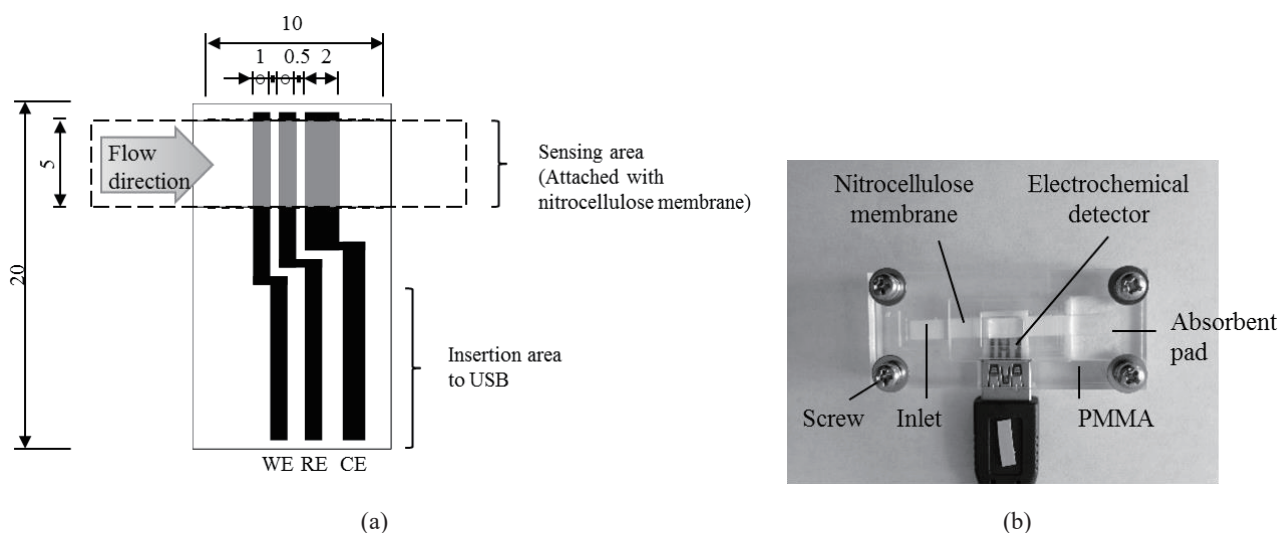 10
1 0.5 2
5
20
Flow
direction
Sensing area
(Attached with
nitrocellulose membrane)
Insertion area
to USB
WE RE CE
(a)
Nitrocellulose
membrane
Electrochemical
detector
Absorbent
pad
Screw
Inlet
PMMA
(b)